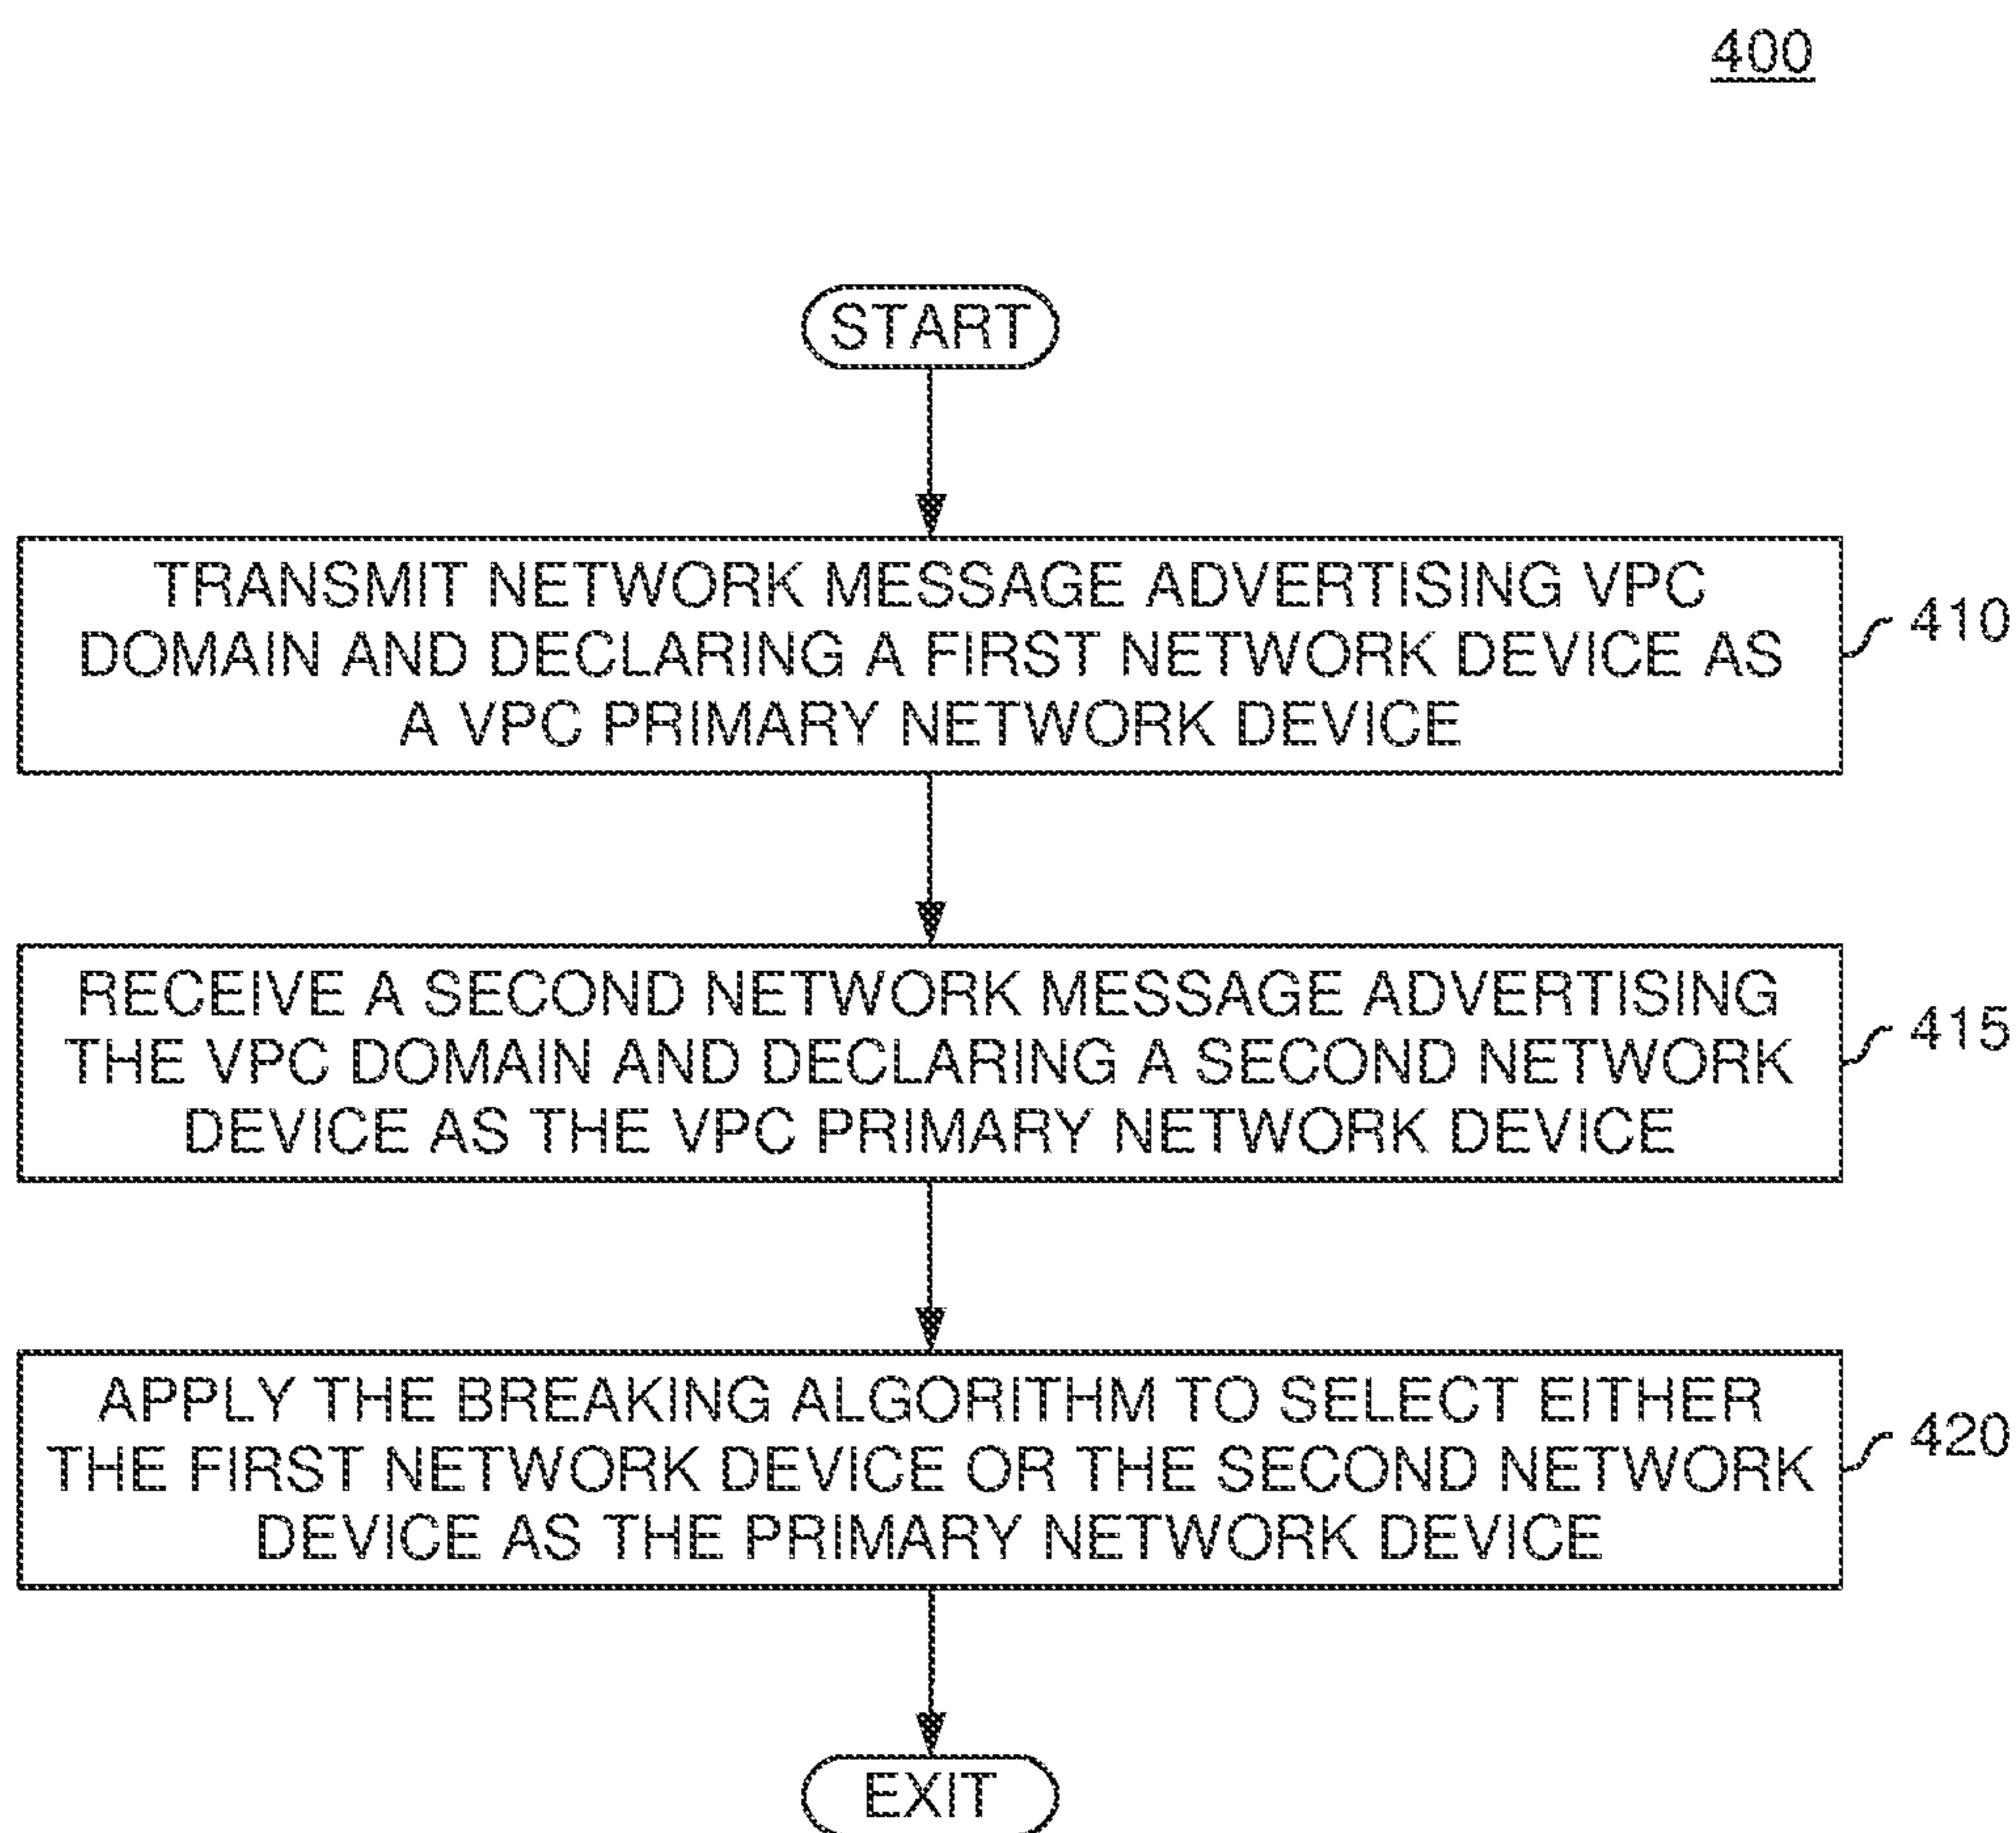 400
START
TRANSMIT NETWORK MESSAGE ADVERTISING VPC
DOMAIN AND DECLARING A FIRST NETWORK DEVICE AS
A VPC PRIMARY NETWORK DEVICE
410
RECEIVE A SECOND NETWORK MESSAGE ADVERTISING
THE VPC DOMAIN AND DECLARING A SECOND NETWORK
DEVICE AS THE VPC PRIMARY NETWORK DEVICE
415
APPLY THE BREAKING ALGORITHM TO SELECT EITHER
THE FIRST NETWORK DEVICE OR THE SECOND NETWORK
DEVICE AS THE PRIMARY NETWORK DEVICE
420
EXIT